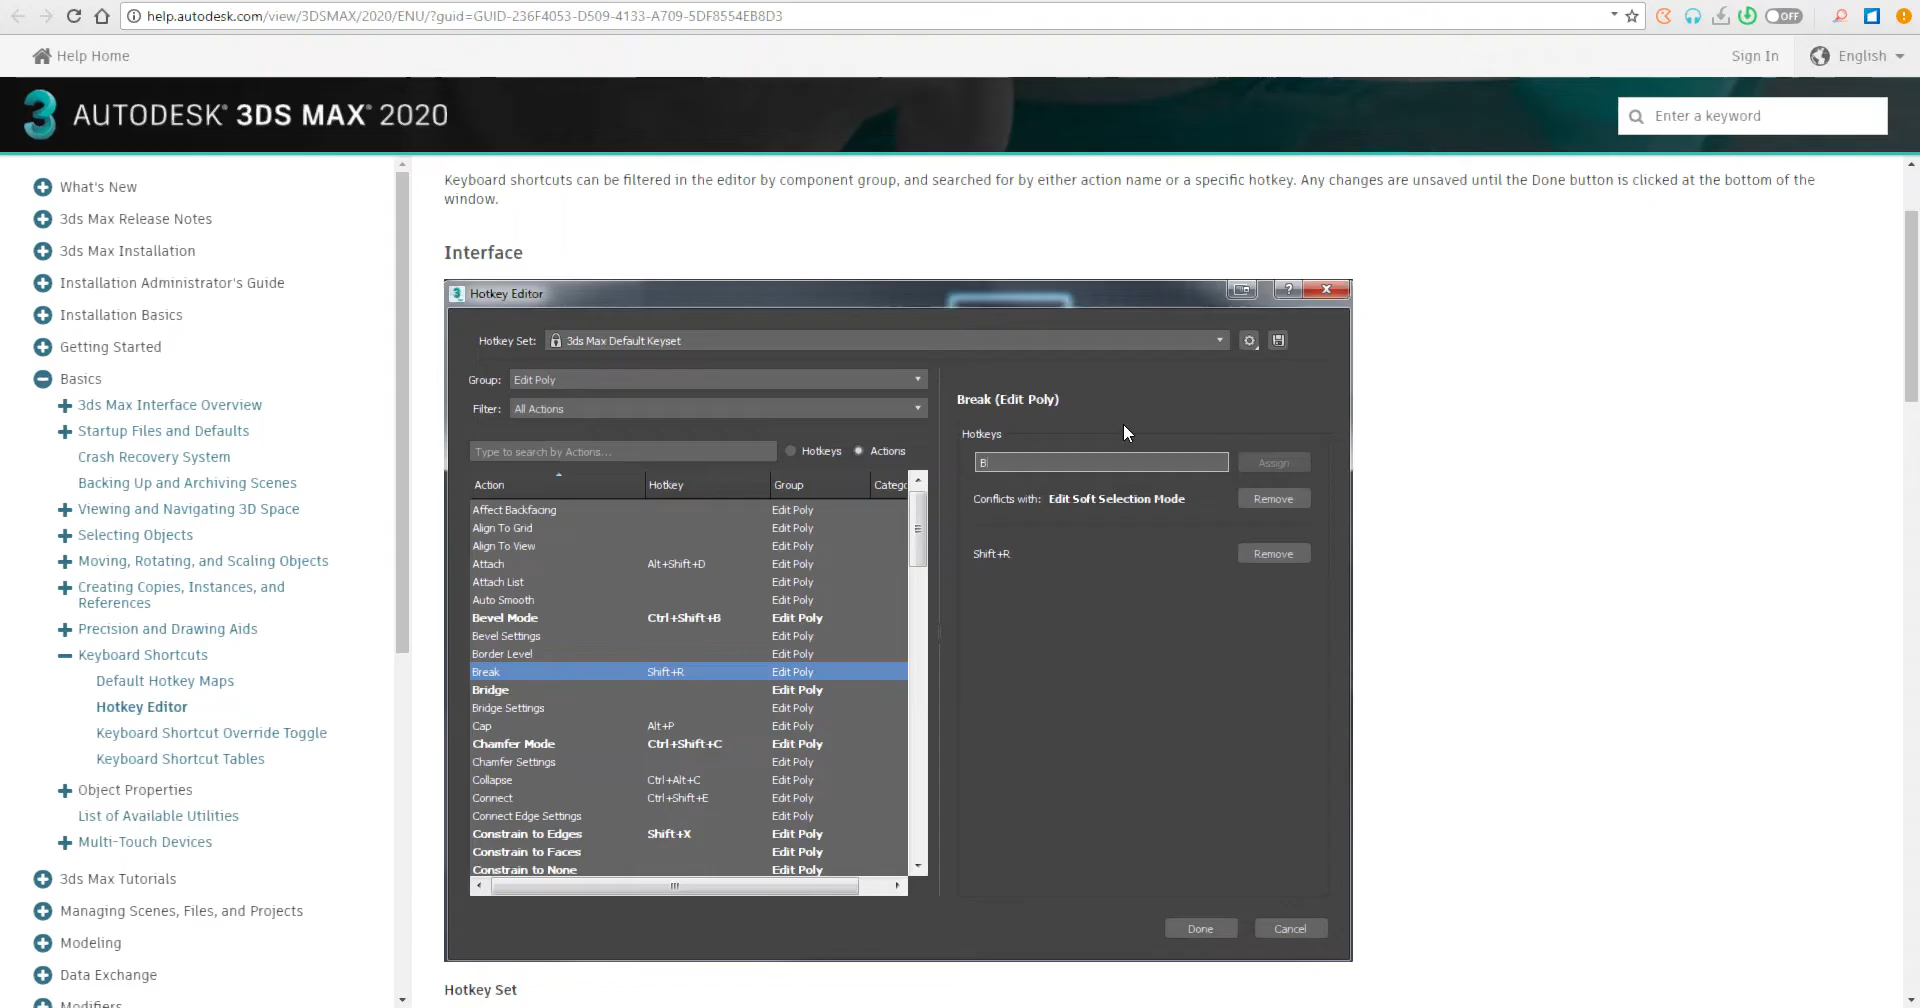 help.autodesk.com/view/3DSMAX/2020/ENU/?guid=GUID-236F4053-D509-4133-A709-5DF8554EB8D3
OFF
Help Home
Sign In
English
3 AUTODESK® 3DS MAX® 2020
Enter a keyword
What's New
3ds Max Release Notes
3ds Max Installation
Installation Administrator's Guide
Installation Basics
Getting Started
Basics
3ds Max Interface Overview
Startup Files and Defaults
Crash Recovery System
Backing Up and Archiving Scenes
Viewing and Navigating 3D Space
Selecting Objects
Moving, Rotating, and Scaling Objects
Creating Copies, Instances, and
References
Precision and Drawing Aids
Keyboard Shortcuts
Default Hotkey Maps
Hotkey Editor
Keyboard Shortcut Override Toggle
Keyboard Shortcut Tables
Object Properties
List of Available Utilities
Multi-Touch Devices
3ds Max Tutorials
Managing Scenes, Files, and Projects
Modeling
Data Exchange
Modifiers
Keyboard shortcuts can be filtered in the editor by component group, and searched for by either action name or a specific hotkey. Any changes are unsaved until the Done button is clicked at the bottom of the
window.
Interface
3 Hotkey Editor
?
Hotkey Set: 3ds Max Default Keyset
Group: Edit Poly
Filter: All Actions
Type to search by Actions... Hotkeys Actions
Action Hotkey Group Catego
Affect Backfacing Edit Poly
Align To Grid Edit Poly
Align To View Edit Poly
Attach Alt+Shift+D Edit Poly
Attach List Edit Poly
Auto Smooth Edit Poly
Bevel Mode Ctrl+Shift+B Edit Poly
Bevel Settings Edit Poly
Border Level Edit Poly
Break Shift+R Edit Poly
Bridge Edit Poly
Bridge Settings Edit Poly
Cap Alt+P Edit Poly
Chamfer Mode Ctrl+Shift+C Edit Poly
Chamfer Settings Edit Poly
Collapse Ctrl+Alt+C Edit Poly
Connect Ctrl+Shift+E Edit Poly
Connect Edge Settings Edit Poly
Constrain to Edges Shift+X Edit Poly
Constrain to Faces Edit Poly
Constrain to None Edit Poly
Break (Edit Poly)
Hotkeys
B Assign
Conflicts with: Edit Soft Selection Mode Remove
Shift+R Remove
Done Cancel
Hotkey Set